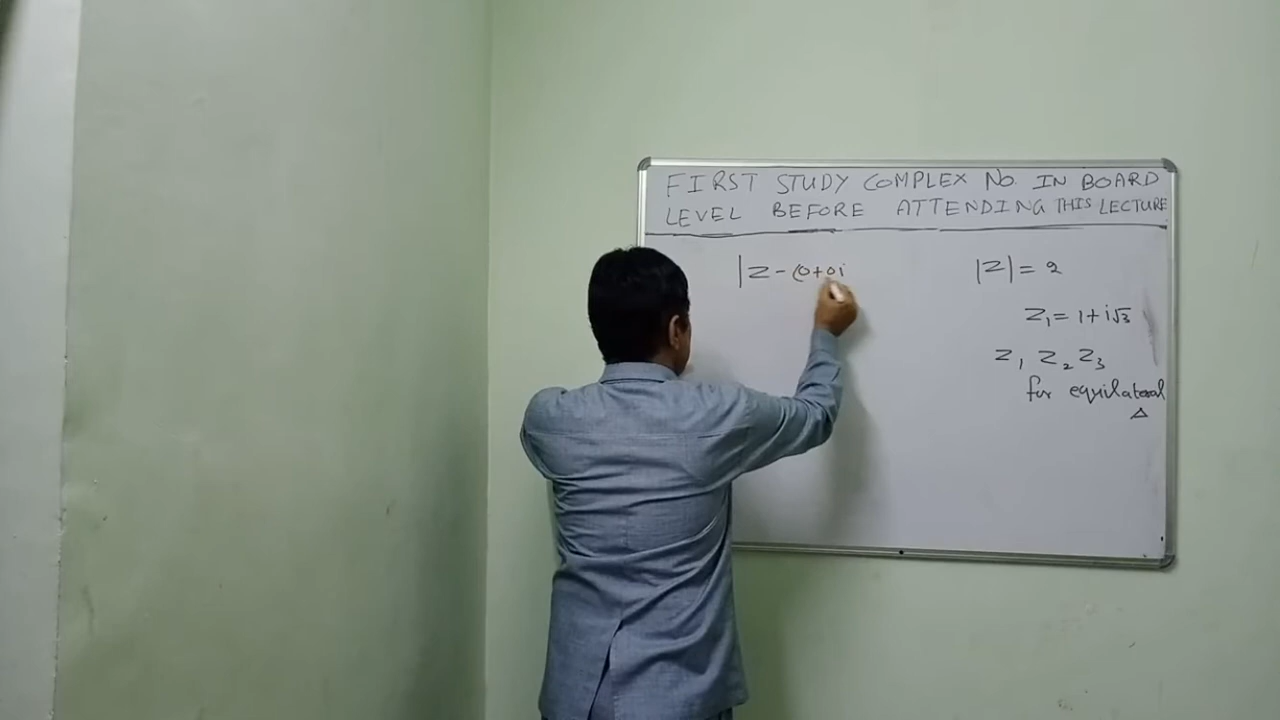 FIRST STUDY COMPLEX NO. IN BOARD
LEVEL BEFORE ATTENDING THIS LECTURE
|Z-(0+0i
|Z| = 2
Z₁ = 1+i√3
Z₁ Z₂ Z₃
for equilateral
Δ